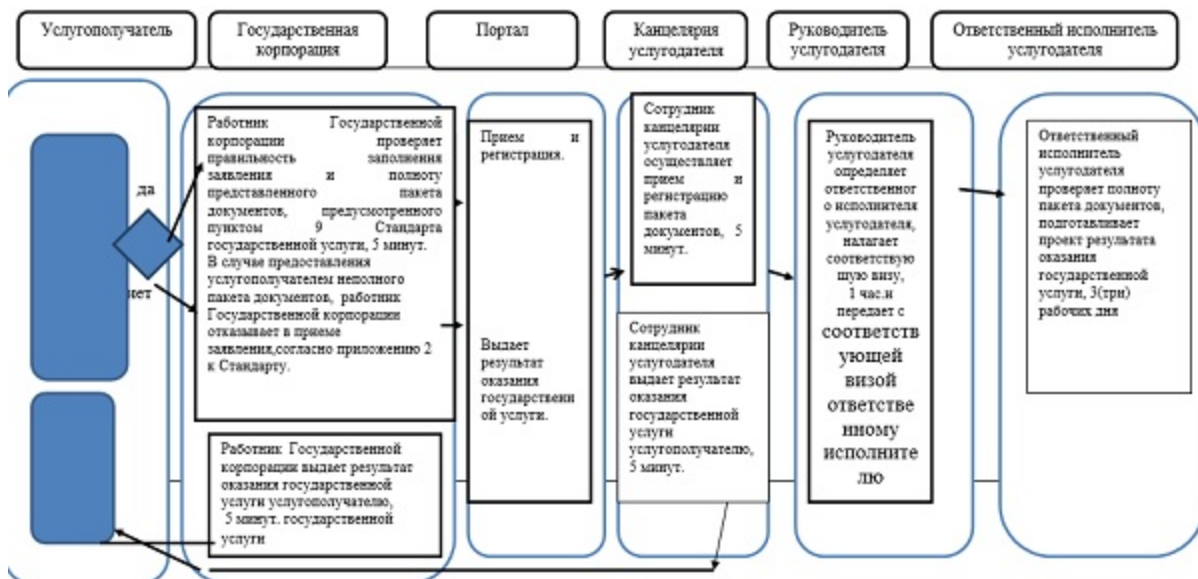 Услугополучатель
Государственная
корпорация
Портал
Канцелярия
услугодателя
Руководитель
услугодателя
Ответственный исполнитель
услугодателя
да
нет
Работник Государственной
корпорации проверяет
правильность заполнения
заявления и полноту
представленного пакета
документов, предусмотренного
пунктом 9 Стандарта
государственной услуги, 5 минут.
В случае предоставления
услугополучателем неполного
пакета документов, работник
Государственной корпорации
отказывает в приеме
заявления,согласно приложению 2
к Стандарту.
Работник Государственной
корпорации выдает результат
оказания государственной
услуги услугополучателю,
5 минут. государственной
услуги
Прием и
регистрация.
Выдает
результат
оказания
государственн
ой услуги.
Сотрудник
канцелярии
услугодателя
осуществляет
прием и
регистрацию
пакета
документов, 5
минут.
Сотрудник
канцелярии
услугодателя
выдает результат
оказания
государственной
услуги
услугополучателю,
5 минут.
Руководитель
услугодателя
определяет
ответственног
о исполнителя
услугодателя,
налагает
соответствую
щую визу,
1 час.и
передает с
соответств
ующей
визой
ответстве
нному
исполните
лю
Ответственный
исполнитель
услугодателя
проверяет полноту
пакета документов,
подготавливает
проект результата
оказания
государственной
услуги, 3(три)
рабочих дня